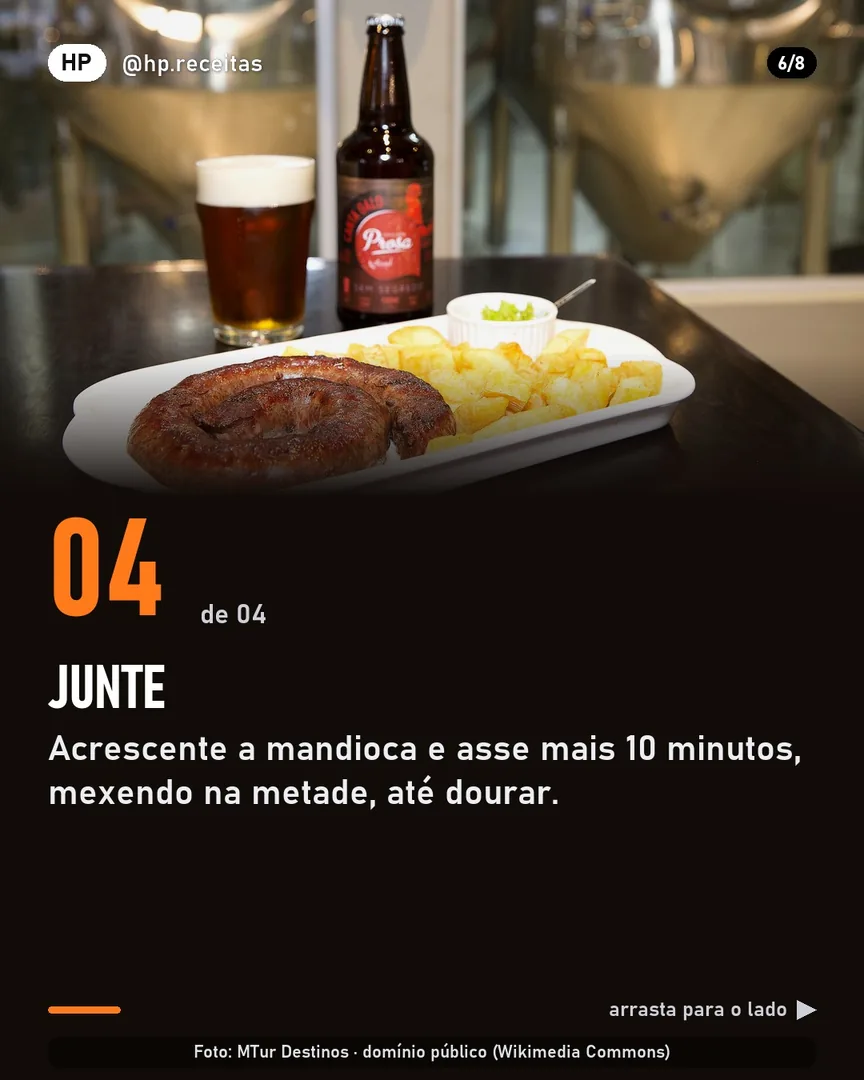 HP @hp.receitas
6/8
Prosa
04
de 04
JUNTE
Acrescente a mandioca e asse mais 10 minutos,
mexendo na metade, até dourar.
arrasta para o lado ▶
Foto: MTur Destinos · domínio público (Wikimedia Commons)